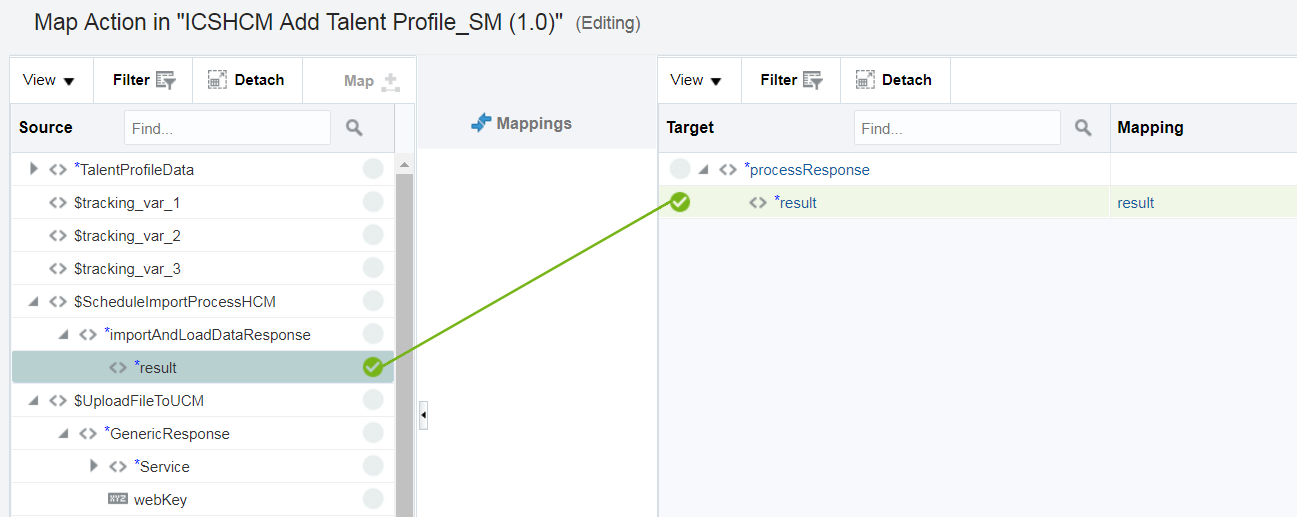 Map Action in "ICSHCM Add Talent Profile_SM (1.0)" (Editing)
View Filter Detach Map
View Filter Detach
Source Find...
Mappings
Target Find... Mapping
*TalentProfileData
*processResponse
$tracking_var_1
*result result
$tracking_var_2
$tracking_var_3
$ScheduleImportProcessHCM
*importAndLoadDataResponse
*result
$UploadFileToUCM
*GenericResponse
*Service
XYZ webKey